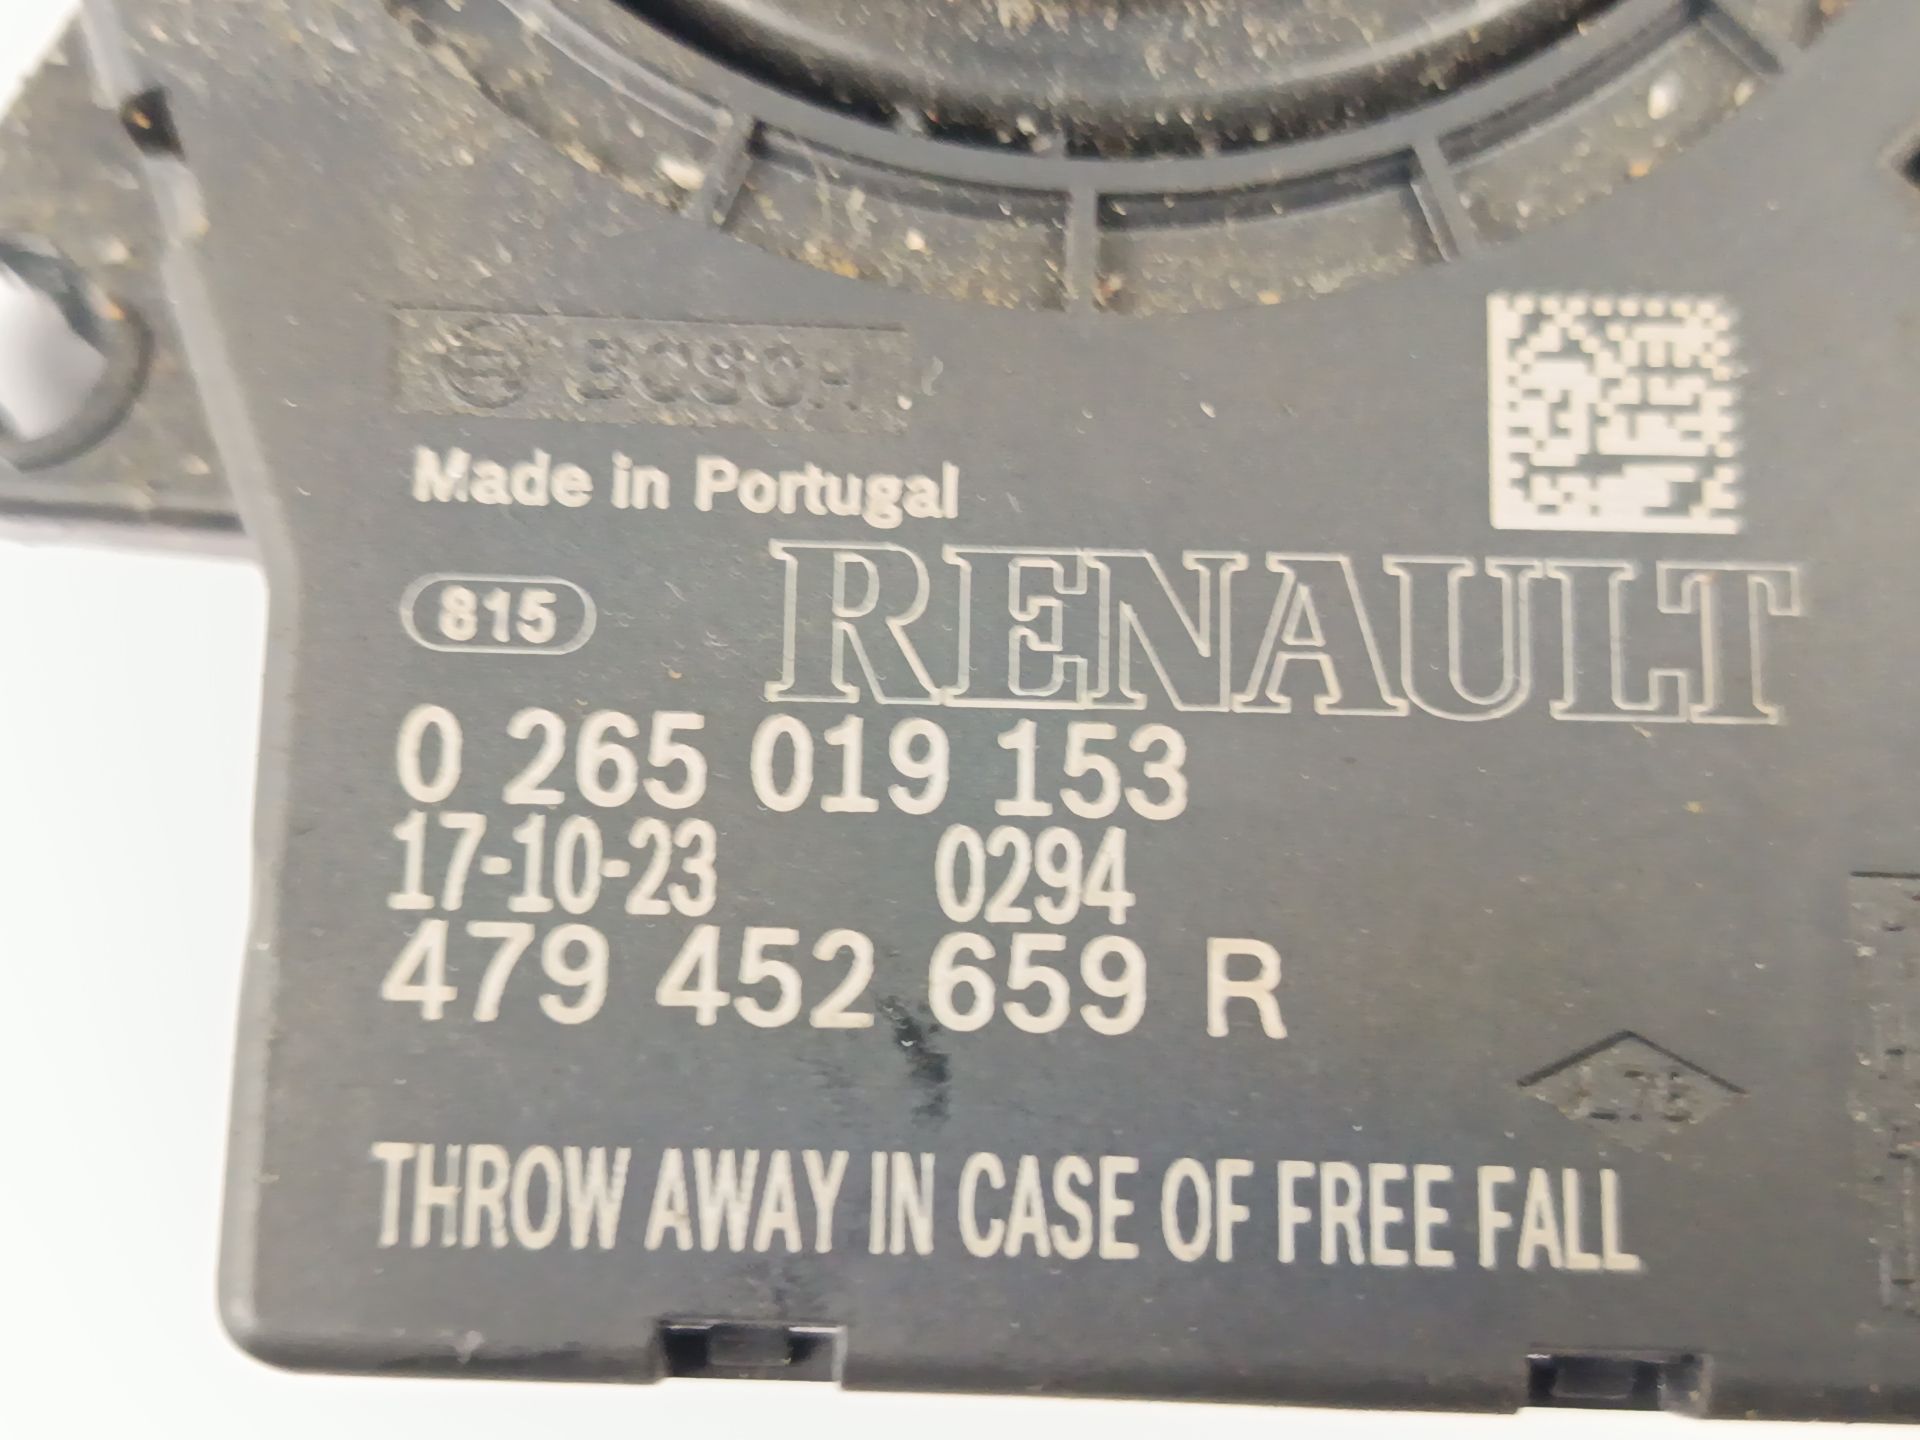 BOSCH
Made in Portugal
815
RENAULT
0 265 019 153
17-10-23 0294
479 452 659 R
THROW AWAY IN CASE OF FREE FALL